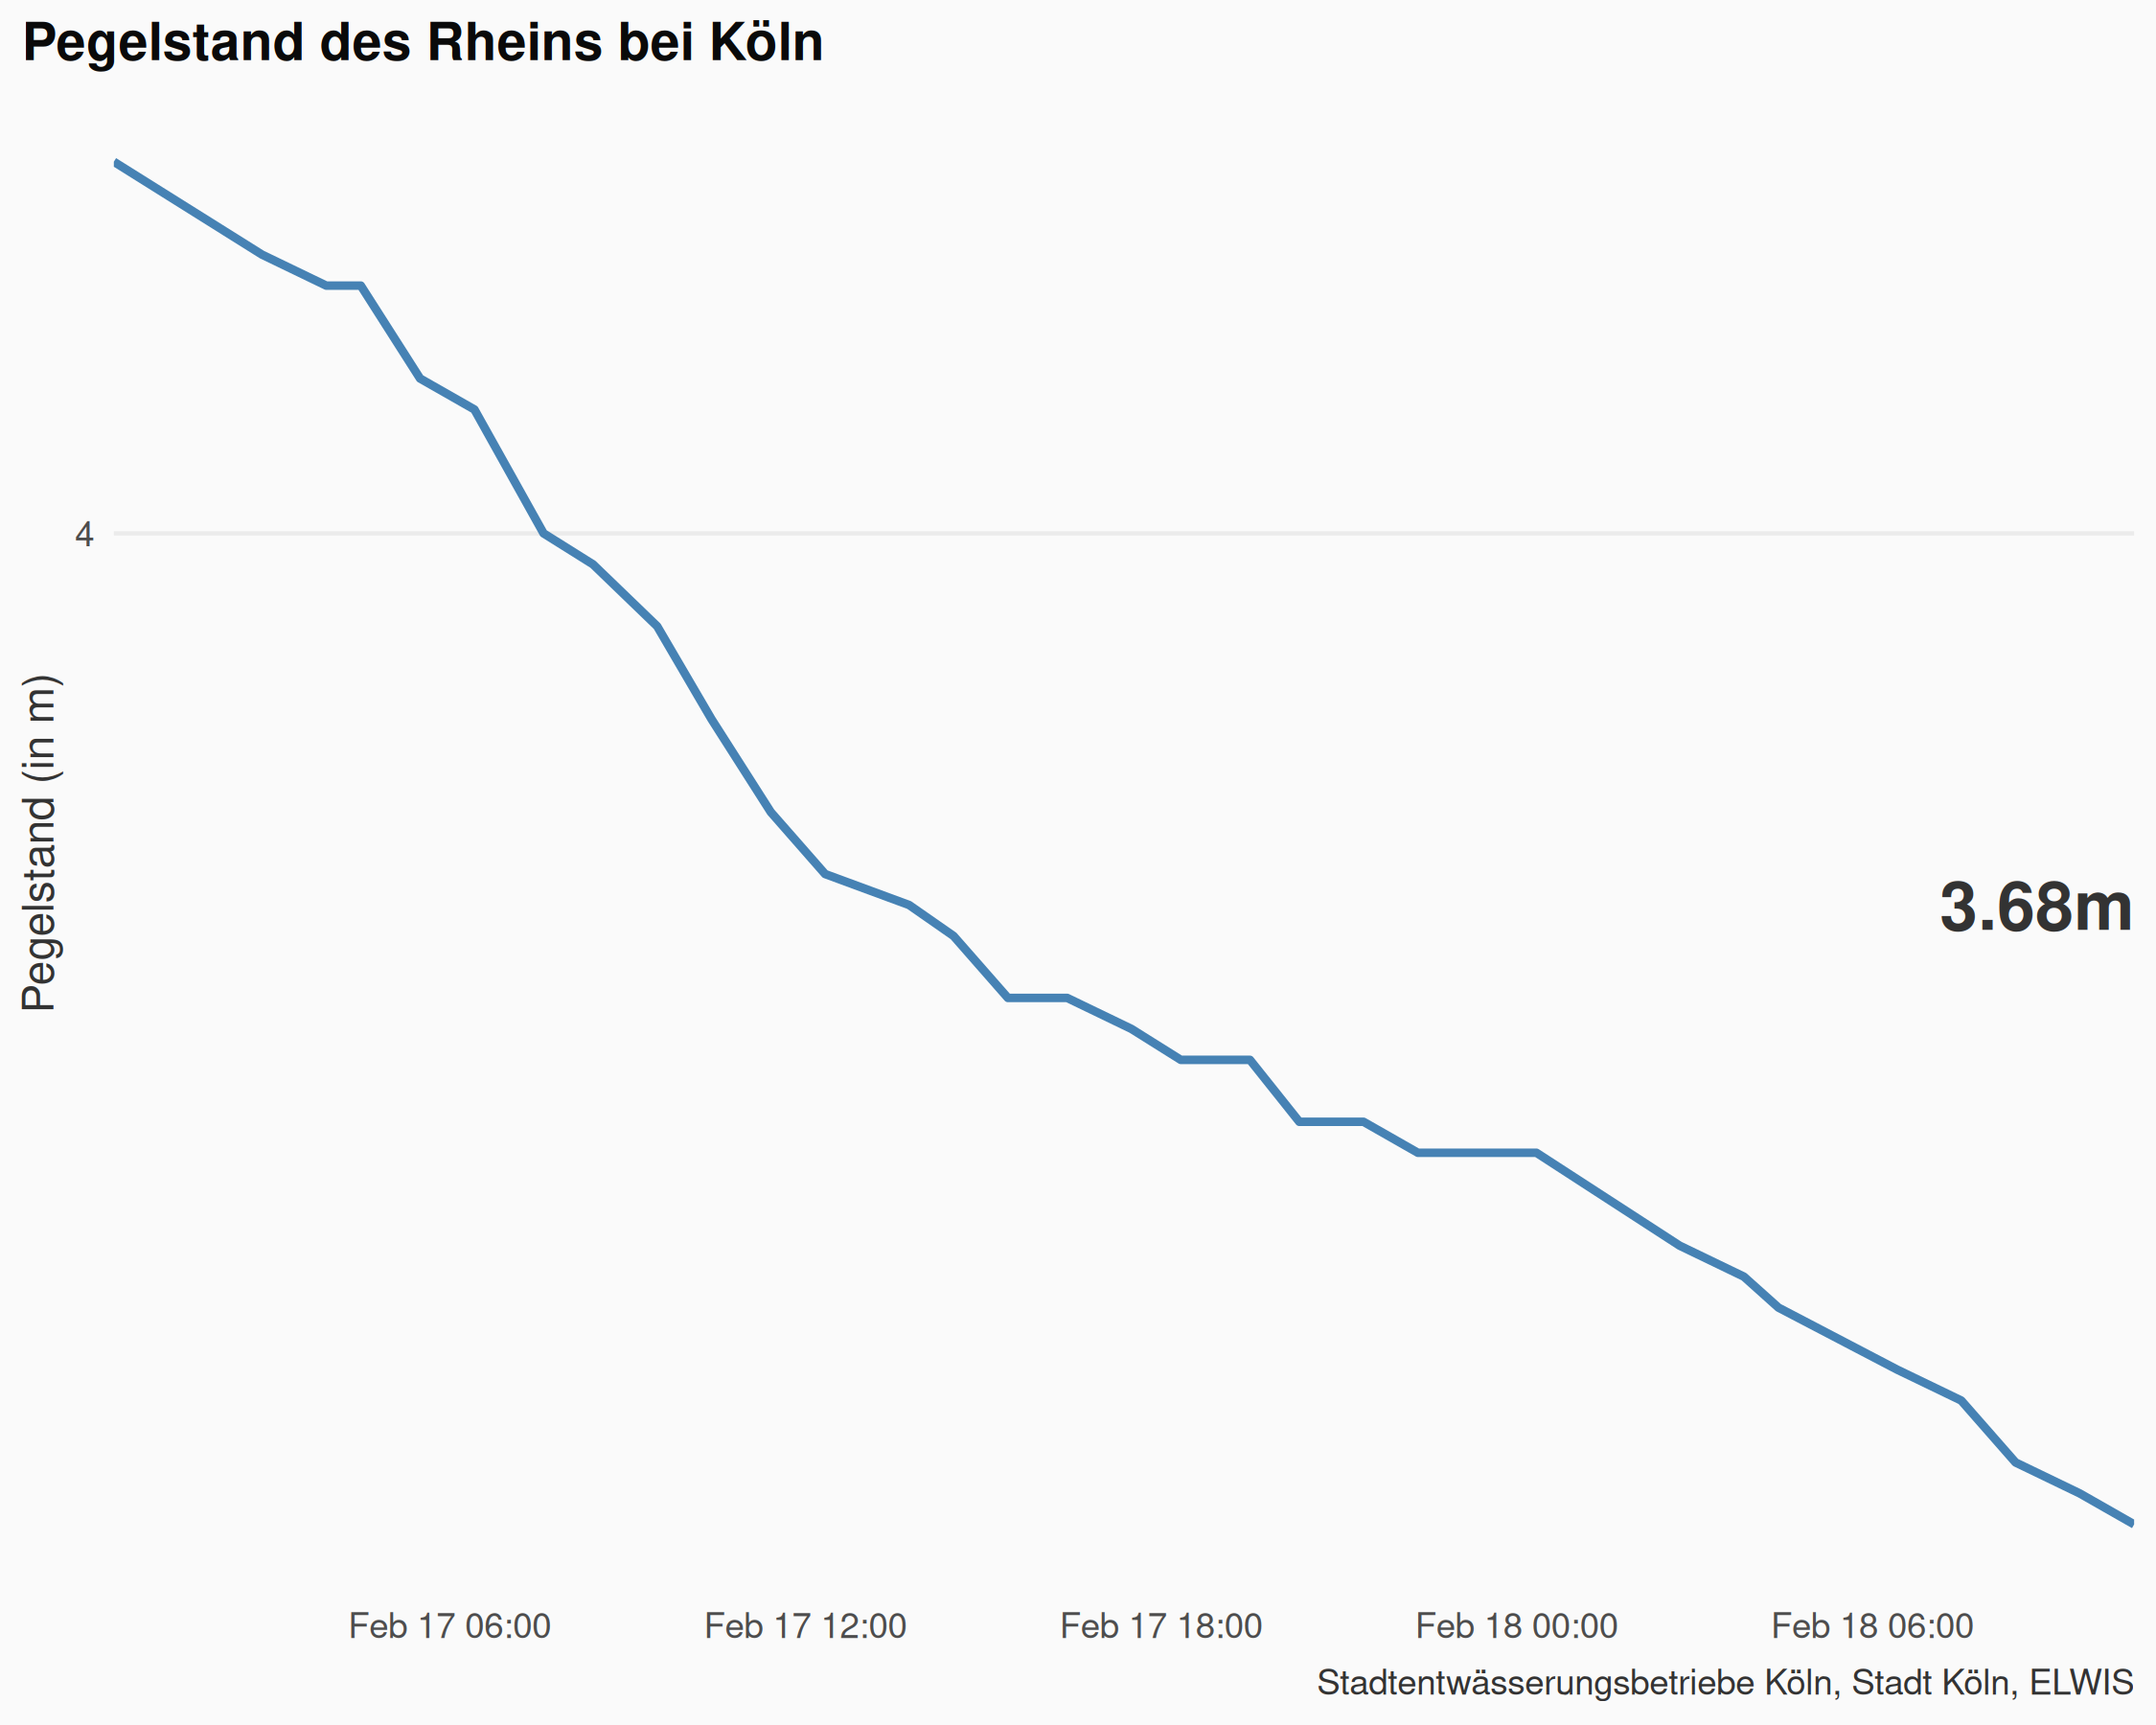 Pegelstand des Rheins bei Köln
4
Pegelstand (in m)
3.68m
Feb 17 06:00
Feb 17 12:00
Feb 17 18:00
Feb 18 00:00
Feb 18 06:00
Stadtentwässerungsbetriebe Köln, Stadt Köln, ELWIS